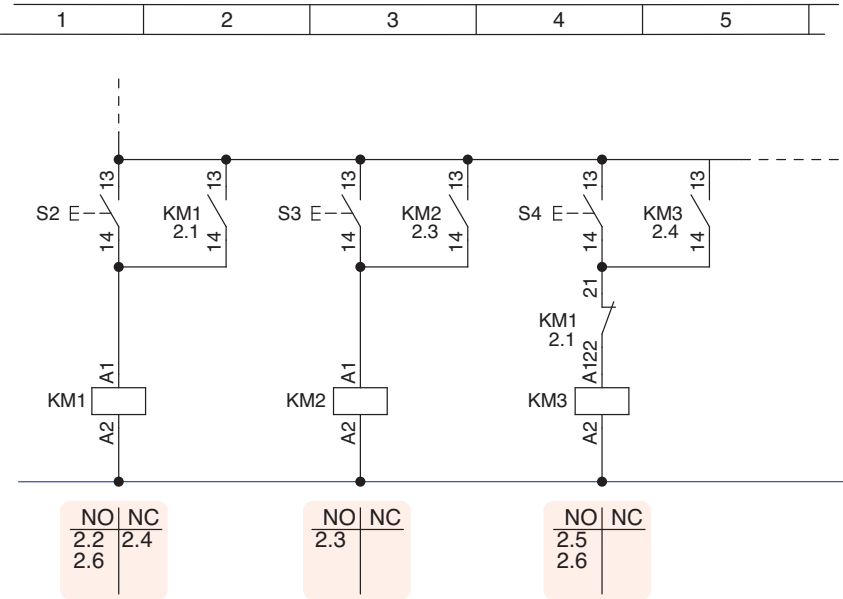 1 2 3 4 5
13 13 13 13 13 13
S2 KM1 S3 KM2 S4 KM3
2.1 2.3 2.4
14 14 14 14 14 14
21
KM1
2.1
22
A1 A1 A1
KM1 KM2 KM3
A2 A2 A2
NO NC NO NC NO NC
2.2 2.4 2.3 2.5
2.6 2.6